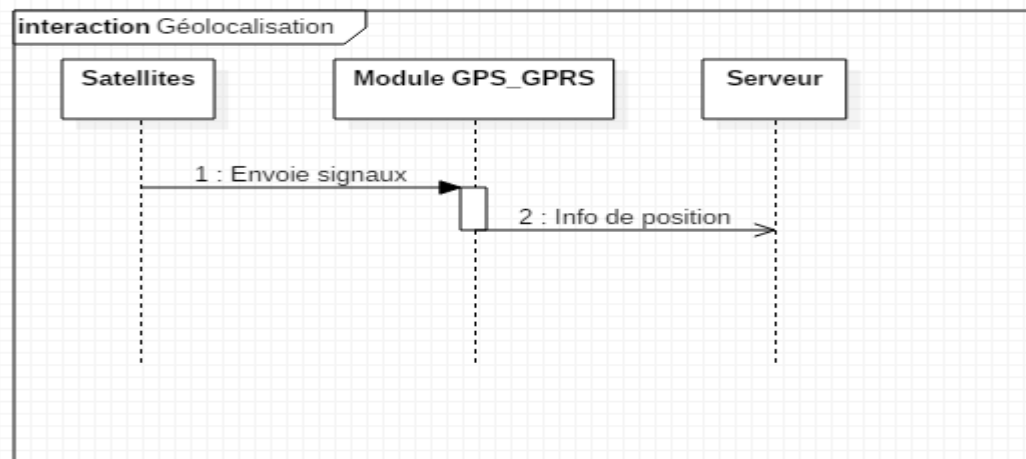 interaction Géolocalisation
Satellites
Module GPS_GPRS
Serveur
1 : Envoie signaux
2 : Info de position